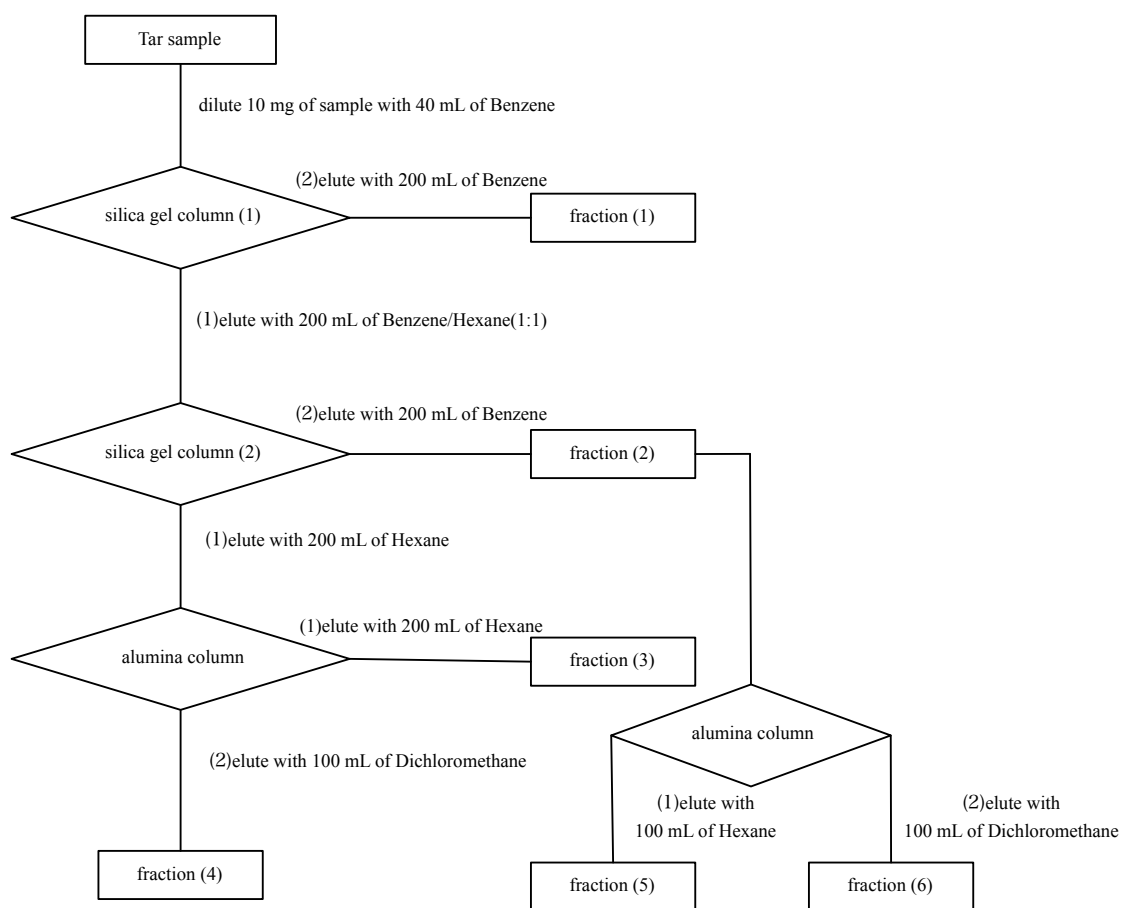 Tar sample
dilute 10 mg of sample with 40 mL of Benzene
(2)elute with 200 mL of Benzene
silica gel column (1)
fraction (1)
(1)elute with 200 mL of Benzene/Hexane(1:1)
(2)elute with 200 mL of Benzene
silica gel column (2)
fraction (2)
(1)elute with 200 mL of Hexane
(1)elute with 200 mL of Hexane
alumina column
fraction (3)
alumina column
(2)elute with 100 mL of Dichloromethane
(1)elute with
100 mL of Hexane
(2)elute with
100 mL of Dichloromethane
fraction (4)
fraction (5)
fraction (6)